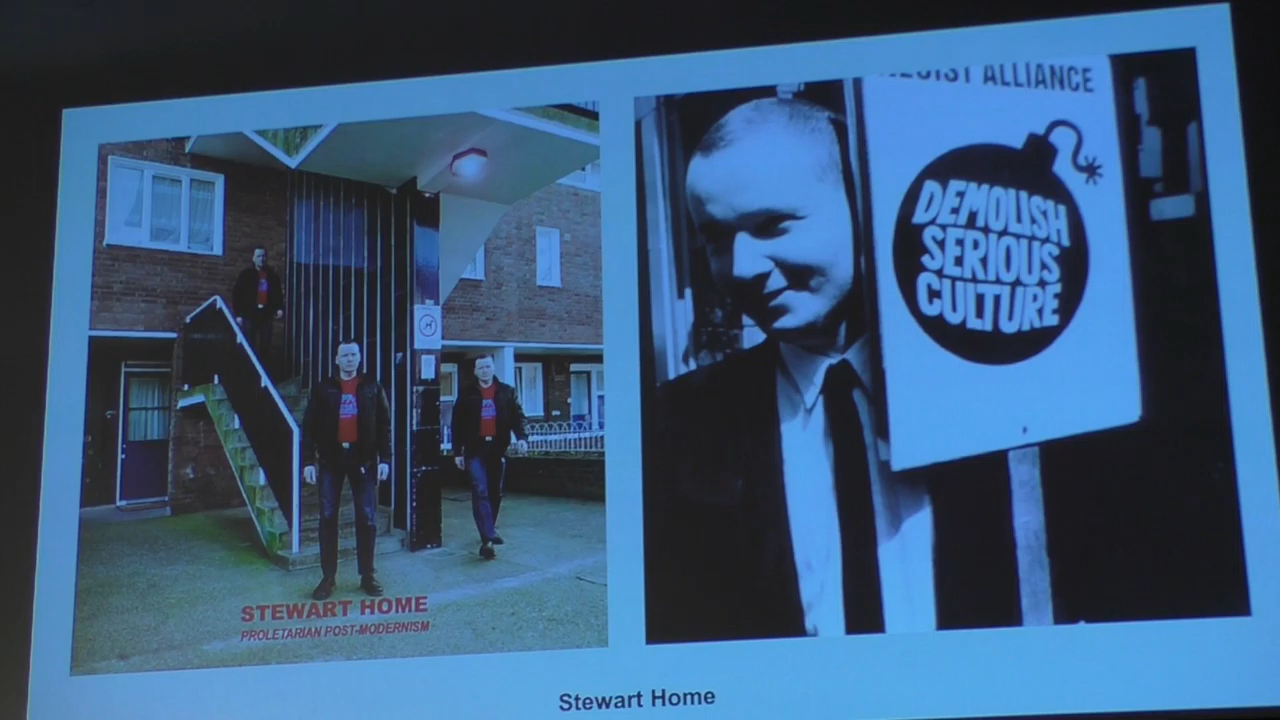 STEWART HOME
PROLETARIAN POST-MODERNISM
ALLIANCE
DEMOLISH
SERIOUS
CULTURE
Stewart Home